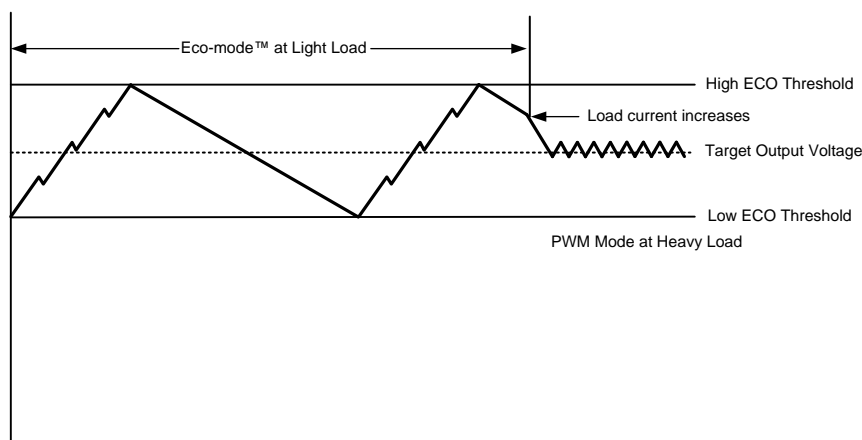 Eco-mode™ at Light Load
High ECO Threshold
Load current increases
Target Output Voltage
Low ECO Threshold
PWM Mode at Heavy Load